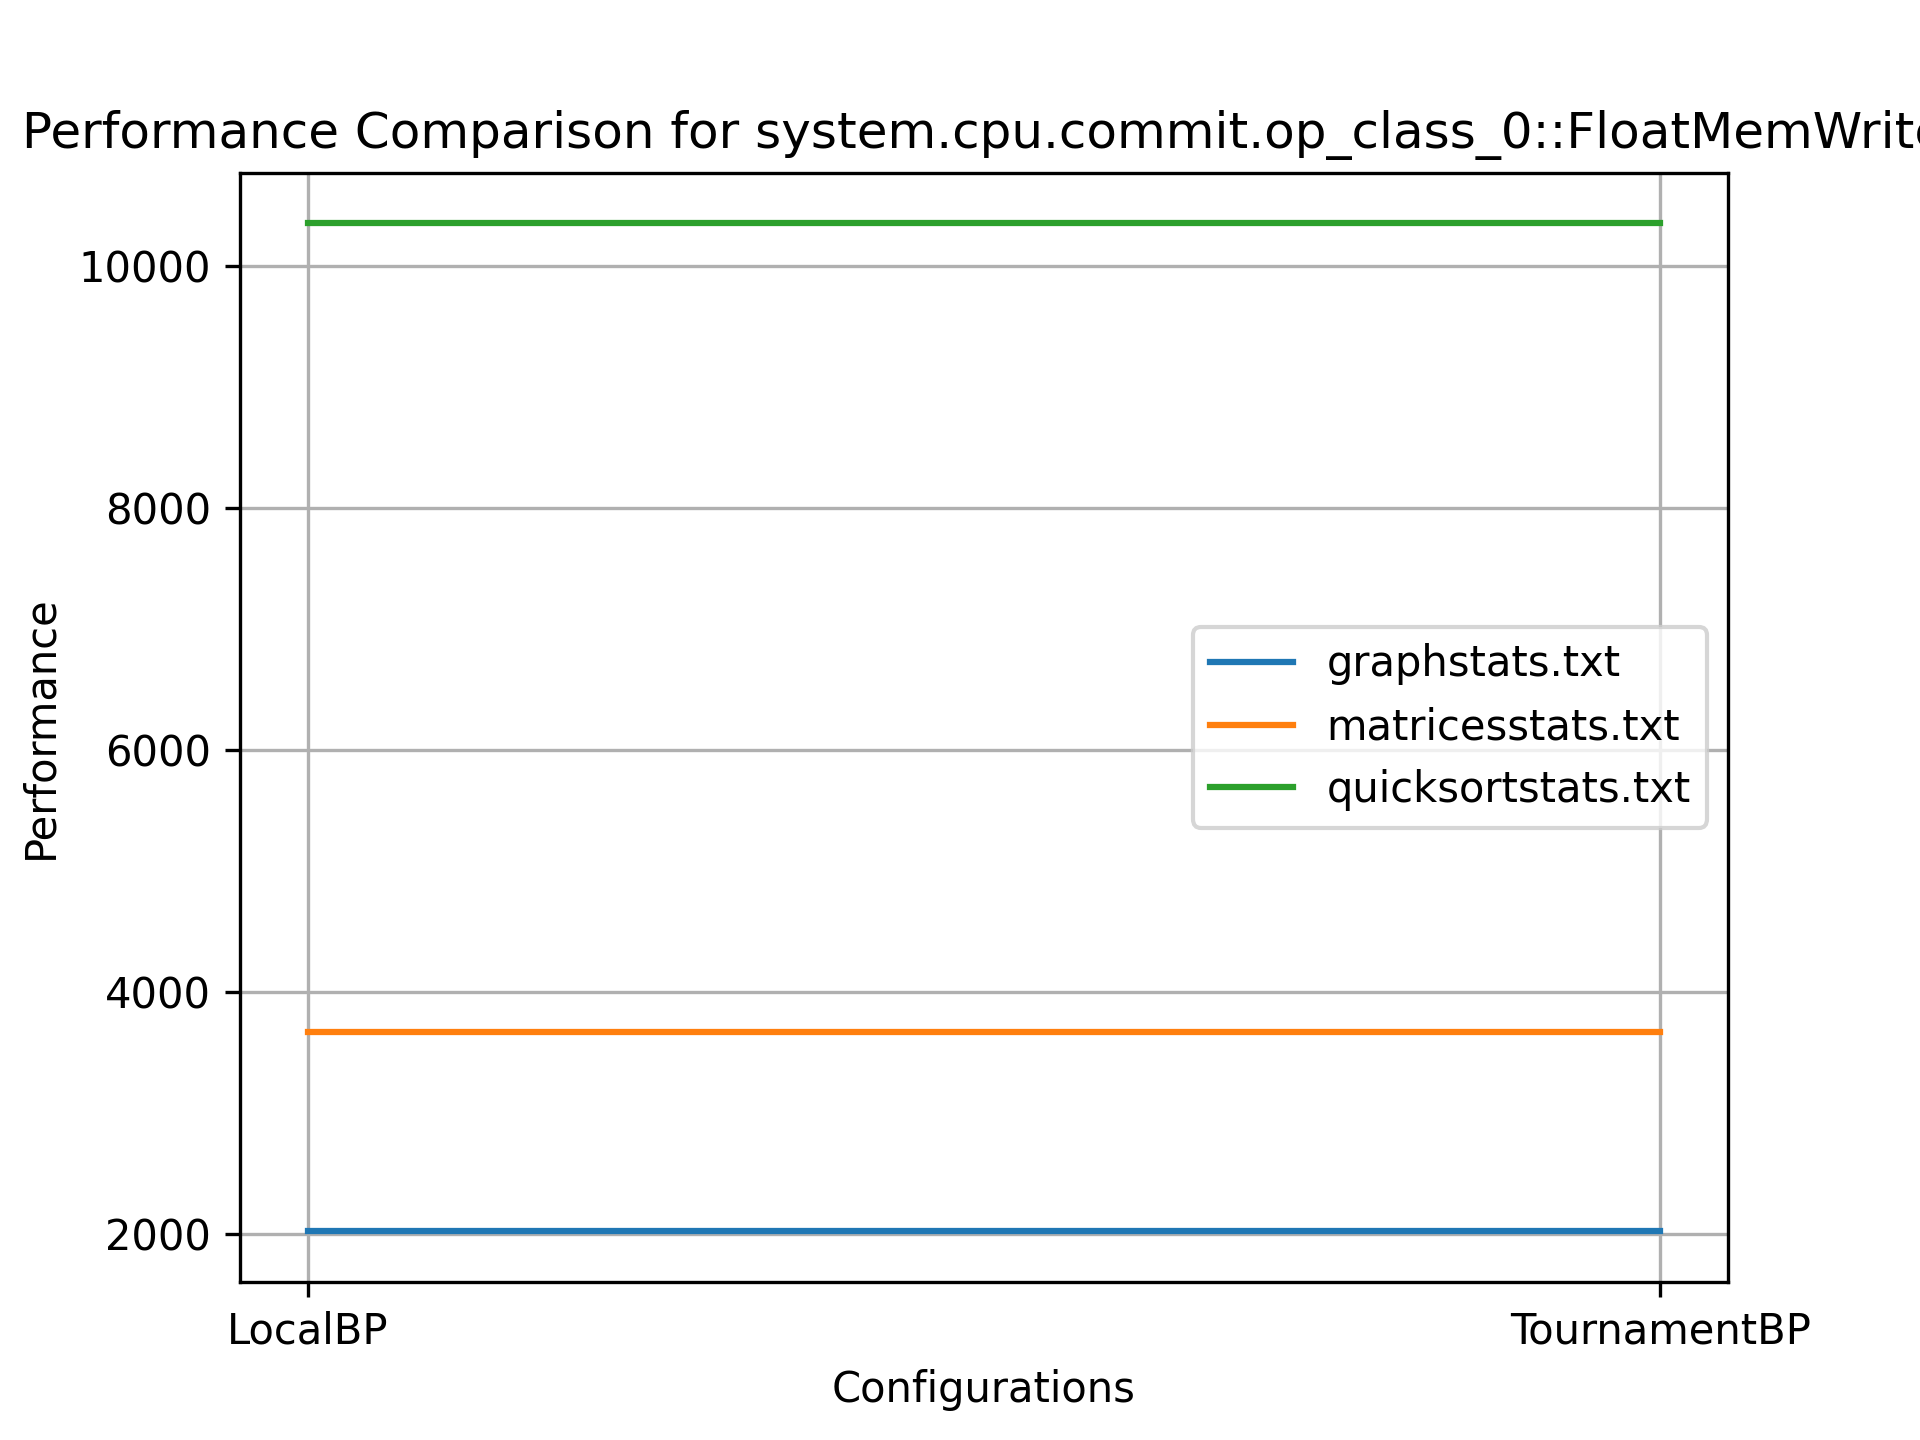 Performance Comparison for system.cpu.commit.op_class_0::FloatMemWrite
10000
8000
6000
4000
2000
Performance
graphstats.txt
matricesstats.txt
quicksortstats.txt
LocalBP
TournamentBP
Configurations